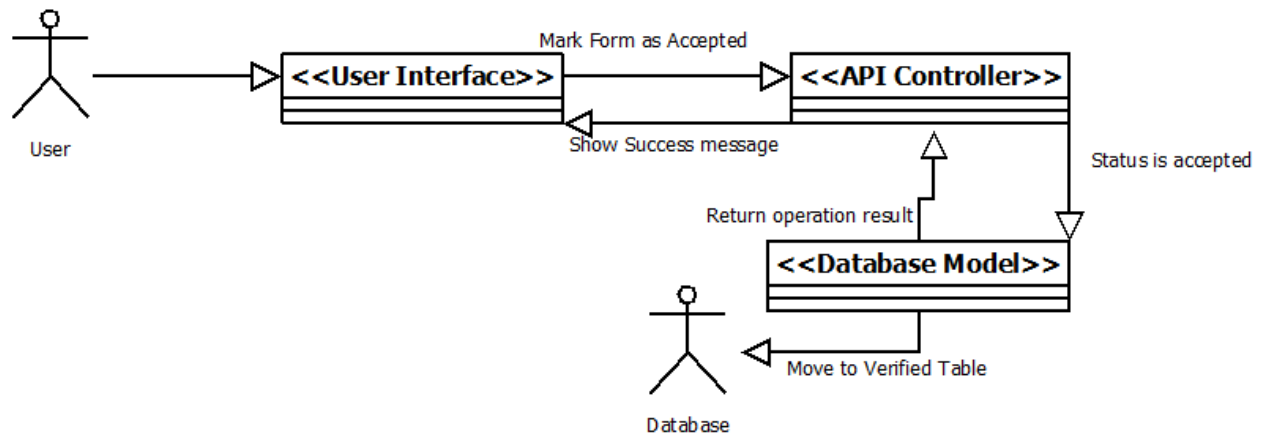 Mark Form as Accepted
<<User Interface>>
<<API Controller>>
User
Show Success message
Status is accepted
Return operation result
<<Database Model>>
Move to Verified Table
Database